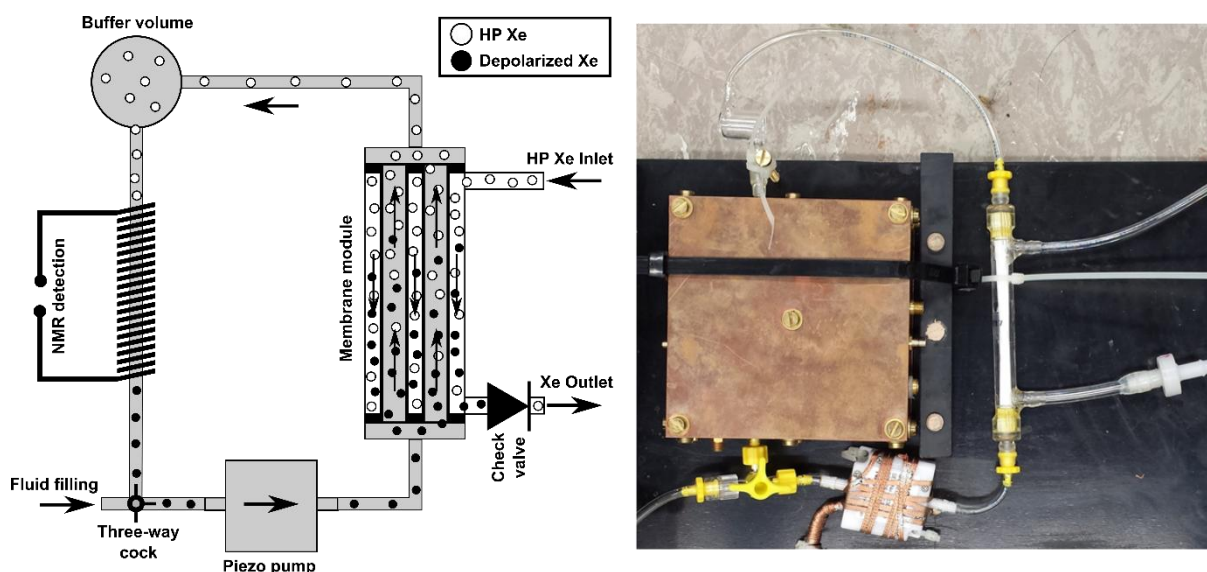 Buffer volume
HP Xe
Depolarized Xe
HP Xe Inlet
NMR detection
Membrane module
Xe Outlet
Check
valve
Fluid filling
Three-way
cock
Piezo pump